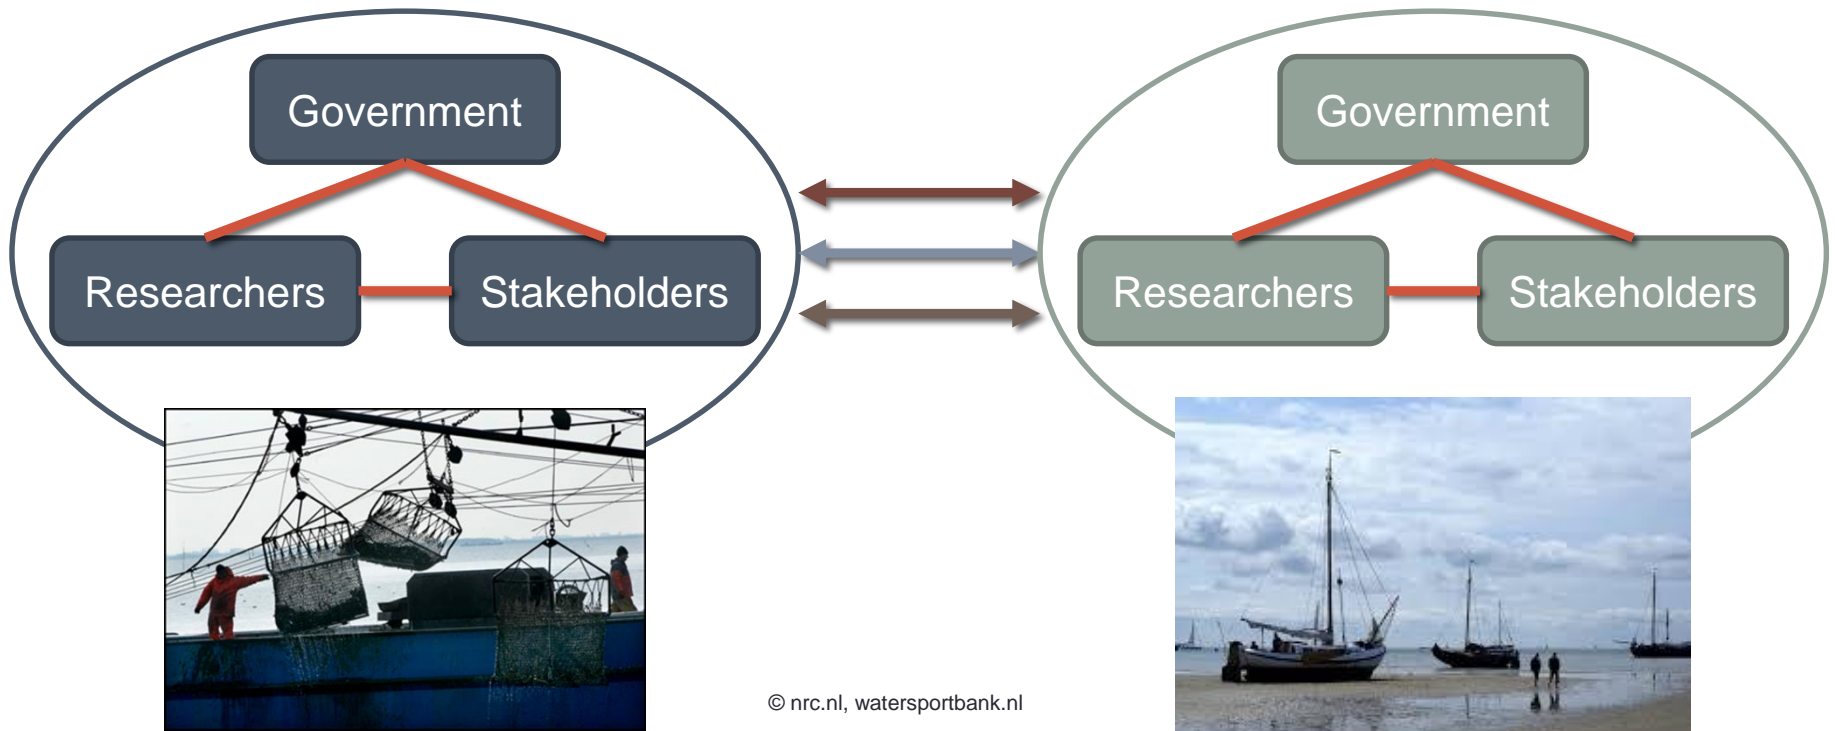 Government
Researchers
Stakeholders
Government
Researchers
Stakeholders
© nrc.nl, watersportbank.nl